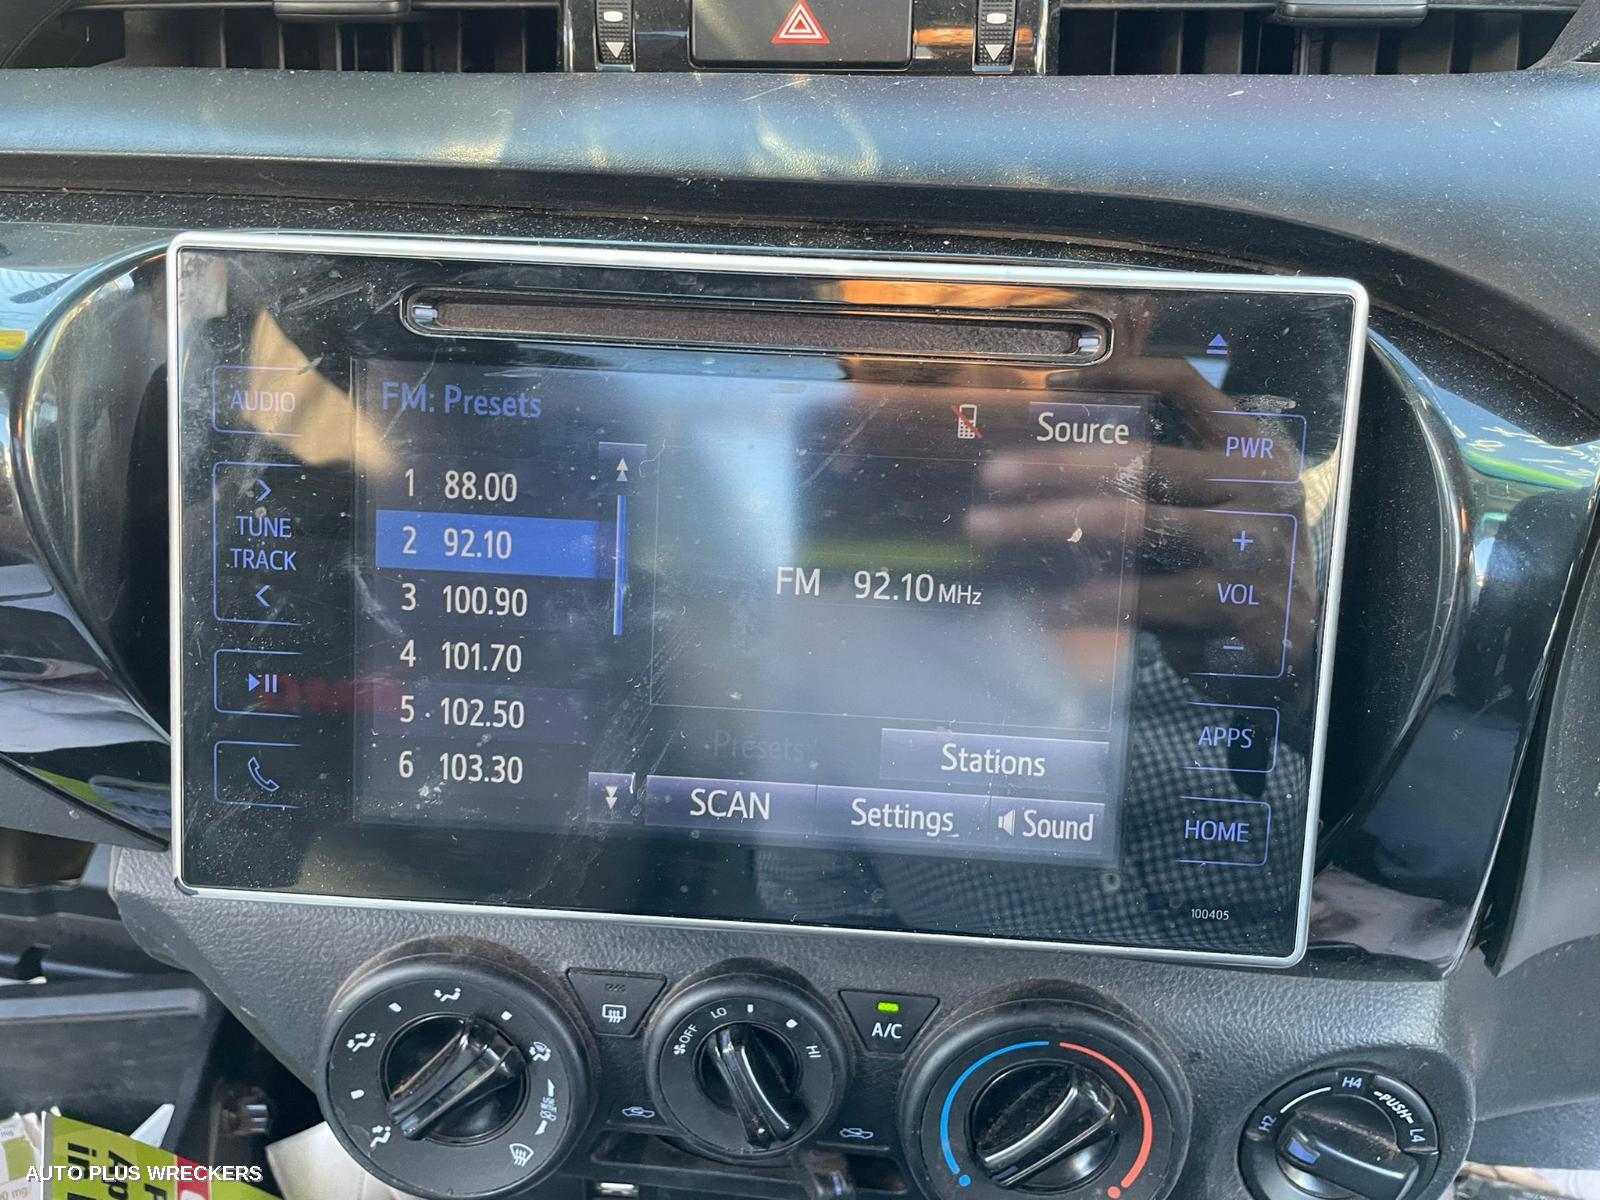 AUDIO
FM: Presets
Source
PWR
1 88.00
2 92.10
3 100.90
4 101.70
5 102.50
6 103.30
TUNE
TRACK
FM 92.10 MHz
+
VOL
−
Presets
Stations
APPS
SCAN
Settings
Sound
HOME
100405
OFF
LO
HI
A/C
H2
H4
-PUSH-
L4
AUTO PLUS WRECKERS